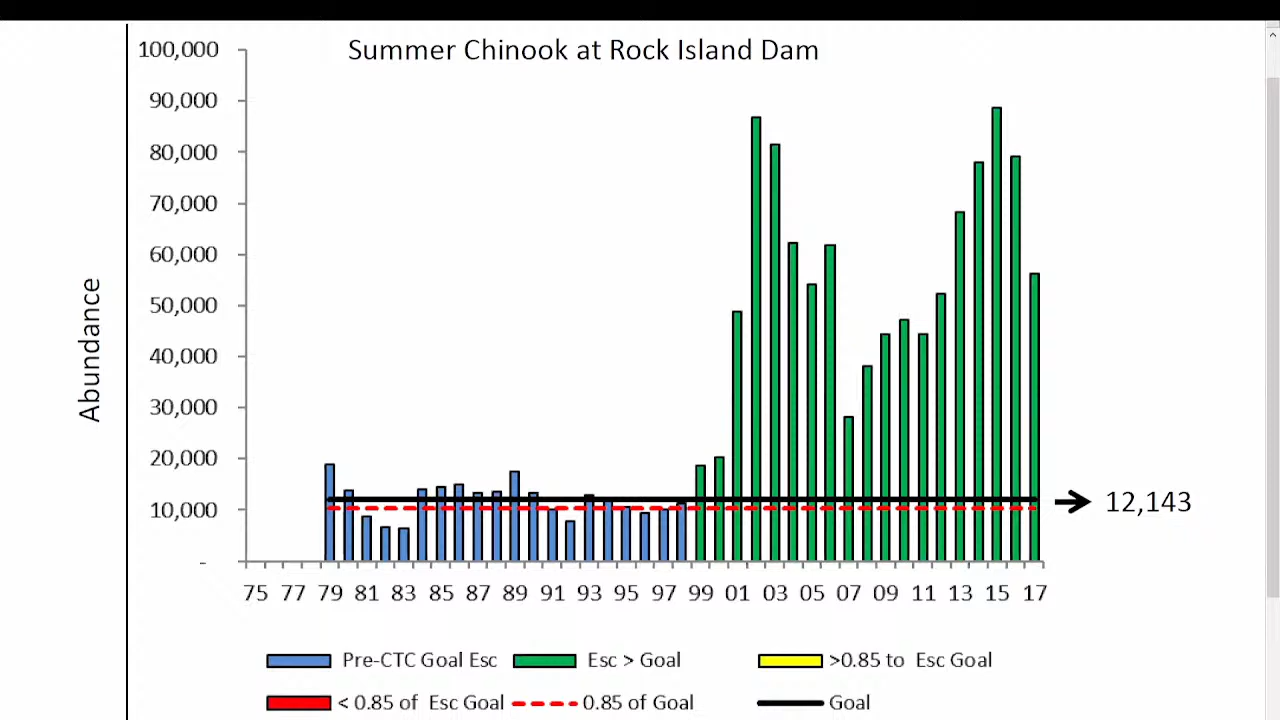 Summer Chinook at Rock Island Dam
Abundance
100,000
90,000
80,000
70,000
60,000
50,000
40,000
30,000
20,000
10,000
-
12,143
75 77 79 81 83 85 87 89 91 93 95 97 99 01 03 05 07 09 11 13 15 17
Pre-CTC Goal Esc Esc > Goal >0.85 to Esc Goal
< 0.85 of Esc Goal 0.85 of Goal Goal